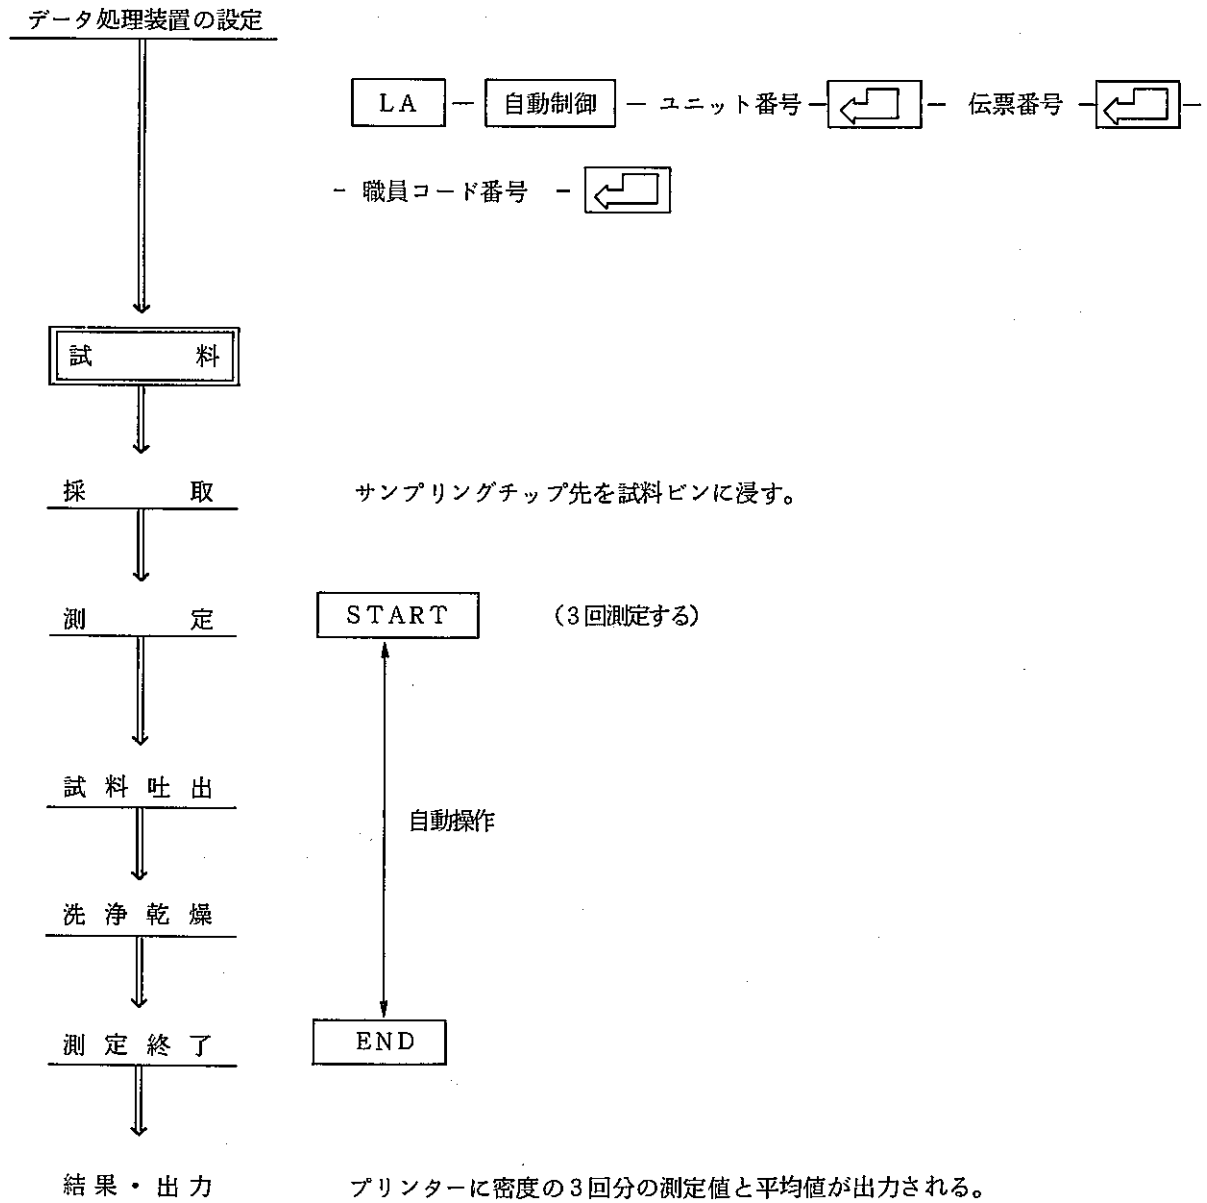 データ処理装置の設定
LA － 自動制御 － ユニット番号 － － 伝票番号 － －
－ 職員コード番号 －
試料
採取 サンプリングチップ先を試料ビンに浸す。
測定 START （3回測定する）
試料吐出
自動操作
洗浄乾燥
測定終了 END
結果・出力 プリンターに密度の3回分の測定値と平均値が出力される。